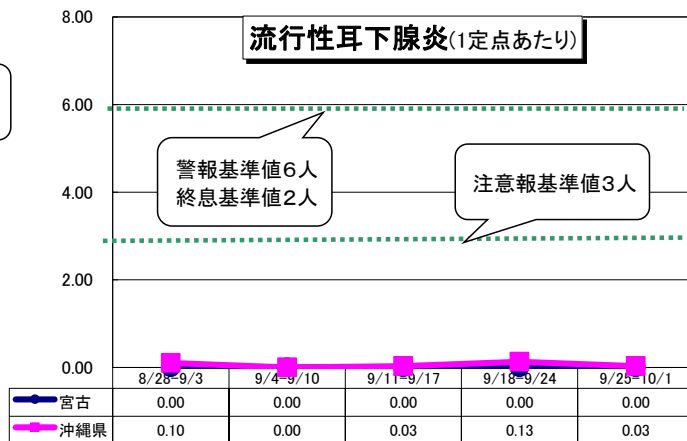 流行性耳下腺炎(1定点あたり)
8.00
6.00
警報基準値6人
終息基準値2人
注意報基準値3人
4.00
2.00
0.00
8/28-9/3 9/4-9/10 9/11-9/17 9/18-9/24 9/25-10/1
宮古 0.00 0.00 0.00 0.00 0.00
沖縄県 0.10 0.00 0.03 0.13 0.03